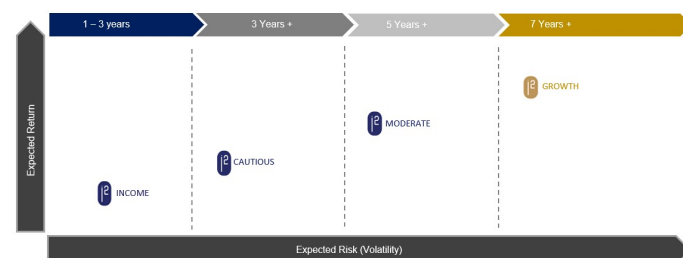 1 – 3 years
3 Years +
5 Years +
7 Years +
Expected Return
GROWTH
MODERATE
CAUTIOUS
INCOME
Expected Risk (Volatility)